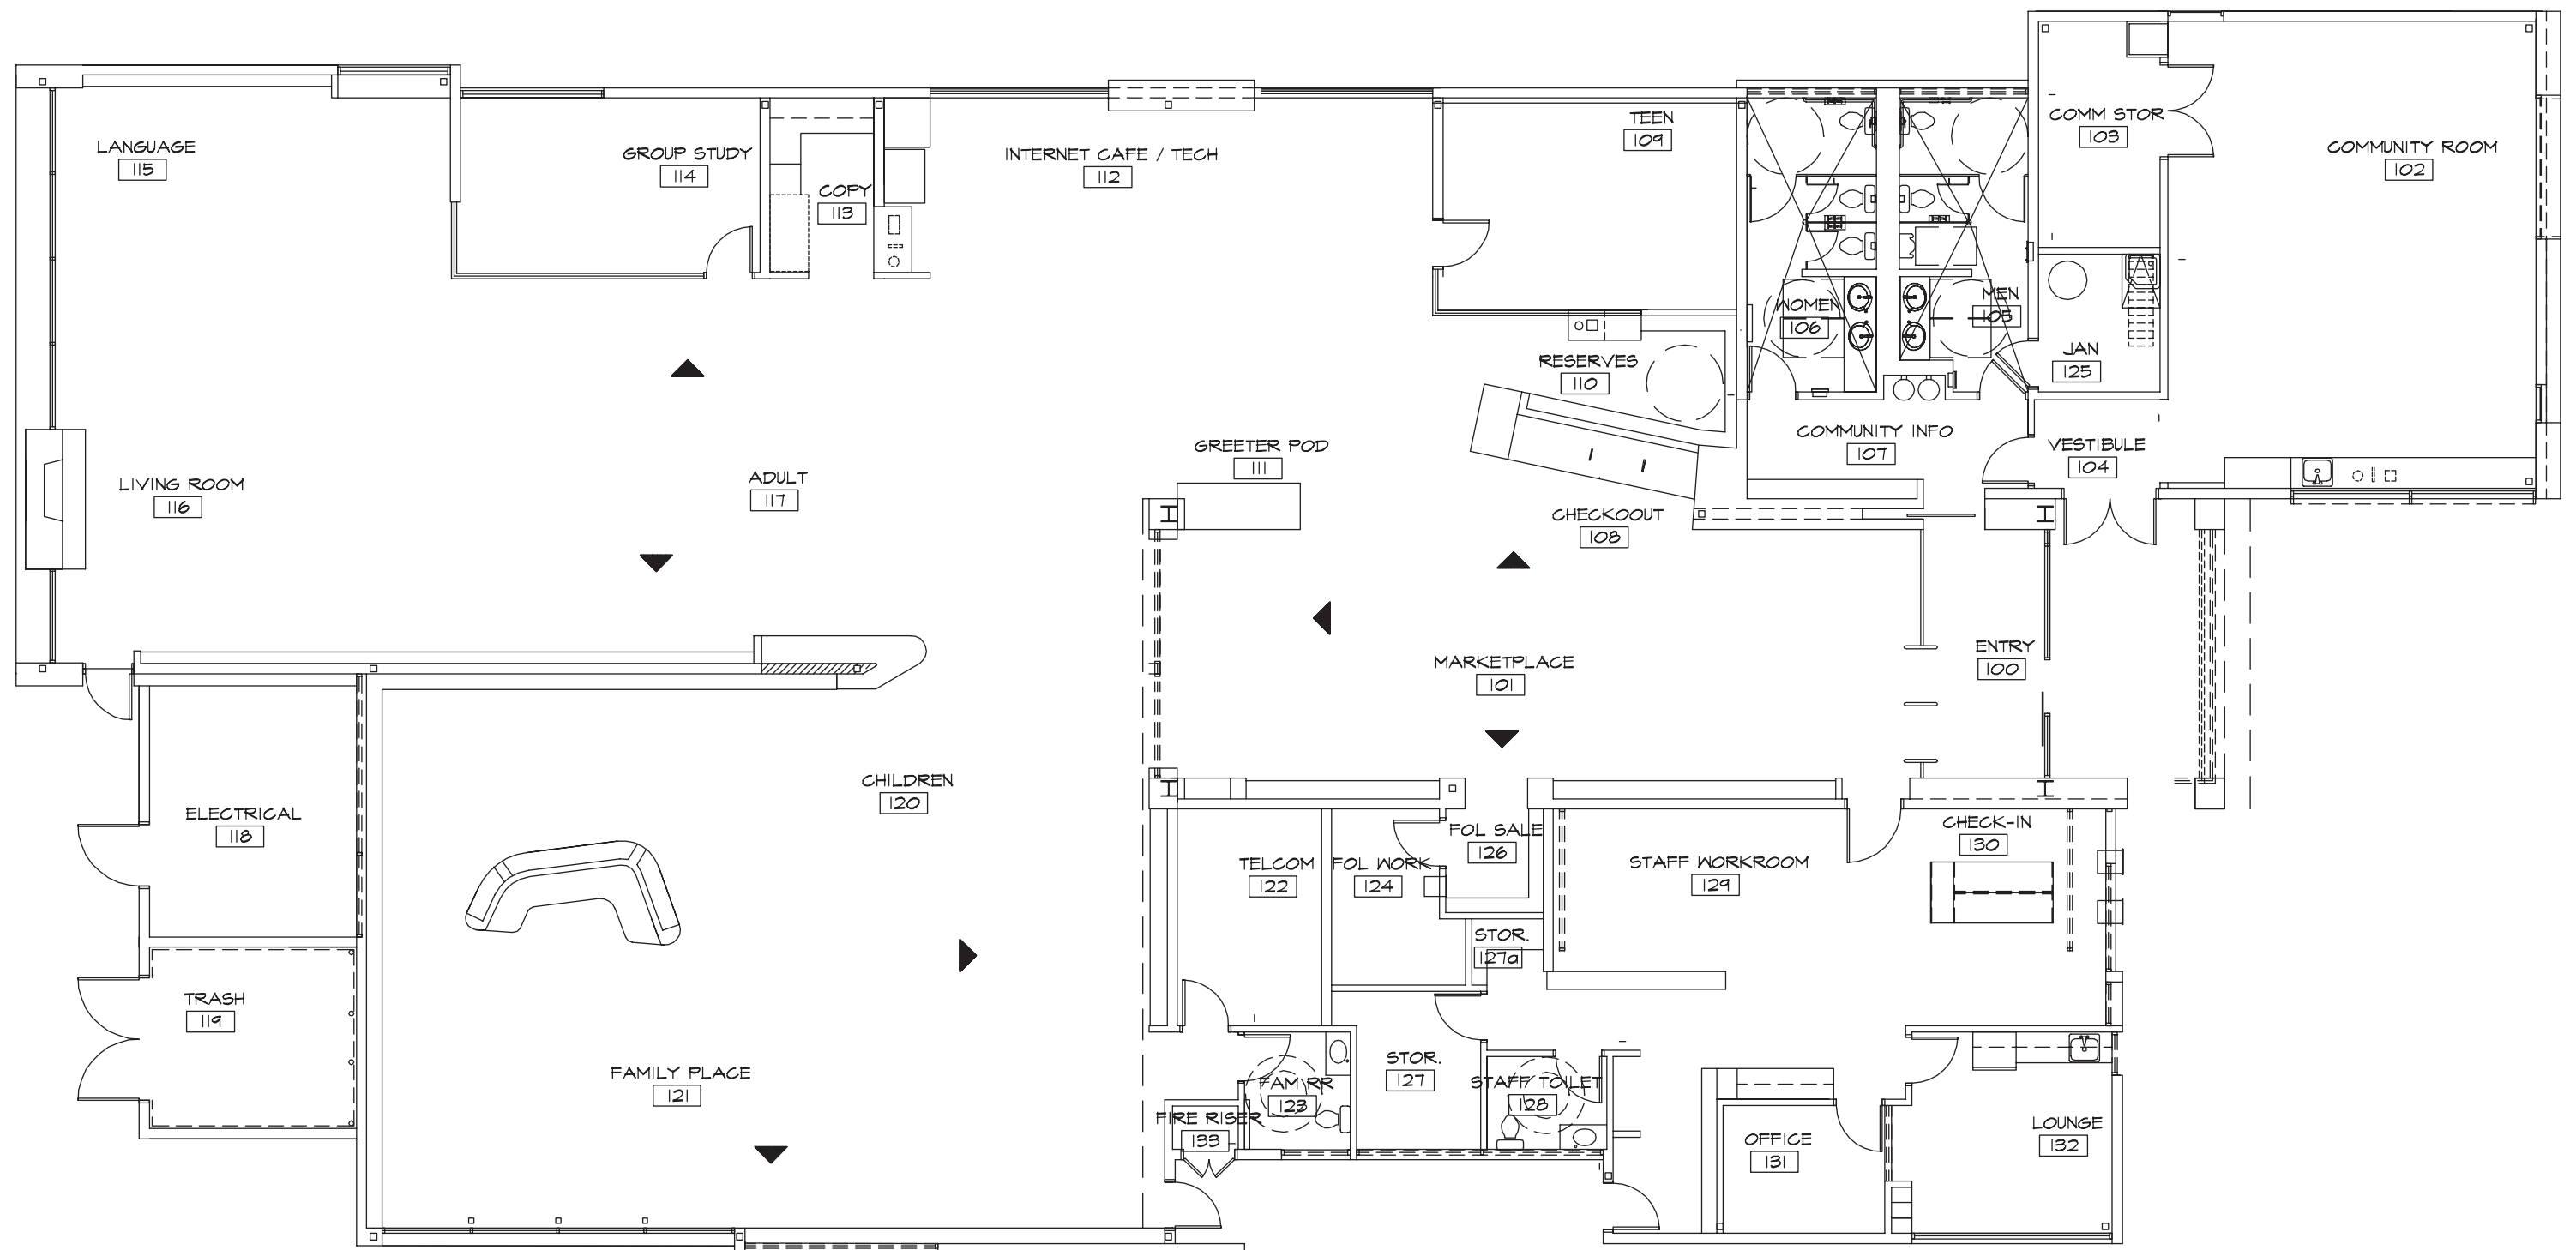 LANGUAGE
115
GROUP STUDY
114
COPY
113
INTERNET CAFE / TECH
112
TEEN
109
COMM STOR
103
COMMUNITY ROOM
102
WOMEN
106
MEN
105
JAN
125
RESERVES
110
COMMUNITY INFO
107
VESTIBULE
104
GREETER POD
111
LIVING ROOM
116
ADULT
117
CHECKOOUT
108
MARKETPLACE
101
ENTRY
100
CHILDREN
120
ELECTRICAL
118
TELCOM
122
FOL WORK
124
FOL SALE
126
STAFF WORKROOM
129
CHECK-IN
130
STOR.
127a
TRASH
119
FAMILY PLACE
121
FAM RR
123
FIRE RISER
133
STOR.
127
STAFF TOILET
128
OFFICE
131
LOUNGE
132